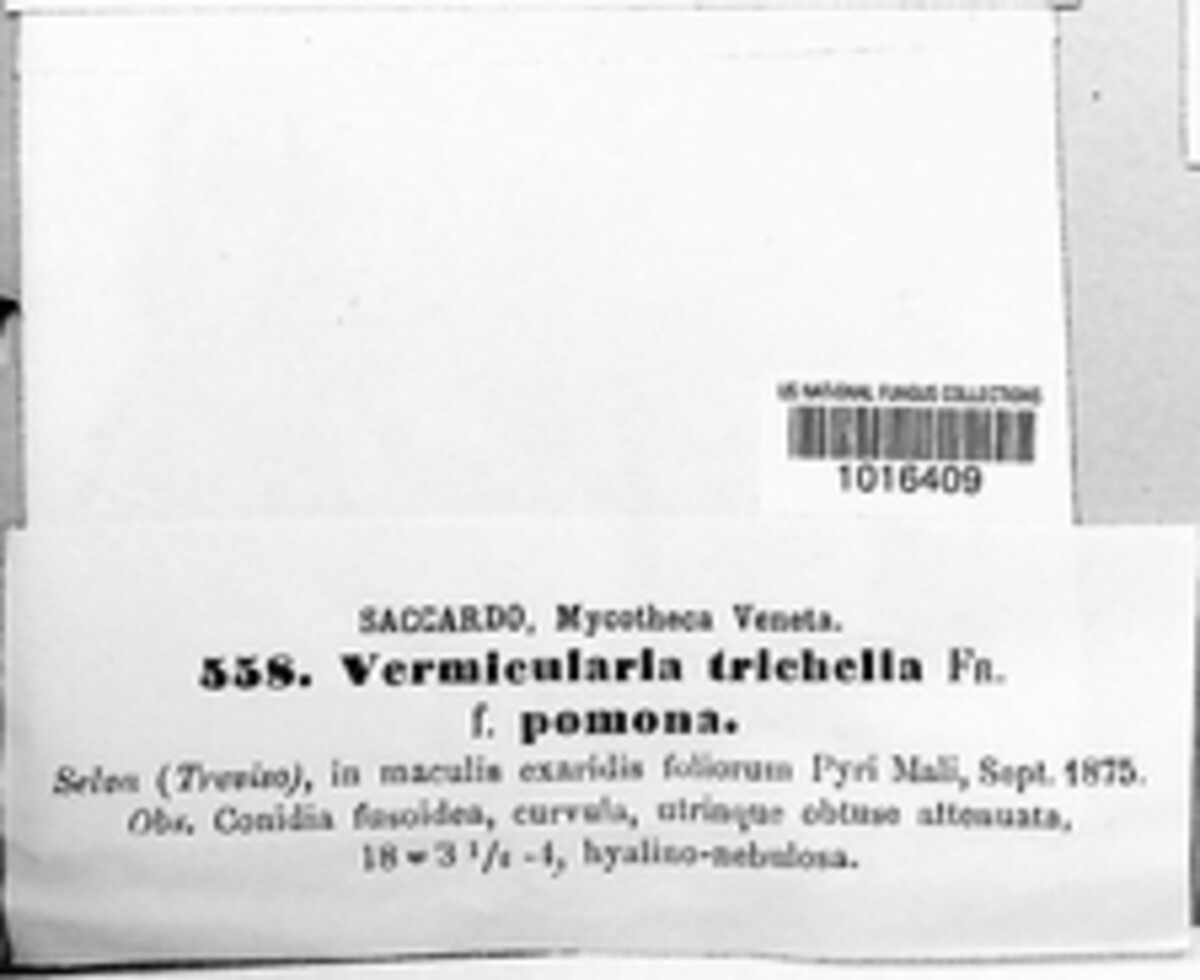 US NATIONAL FUNGUS COLLECTIONS
1016409
SACCARDO, Mycotheca Veneta.
558. Vermicularia trichella FR.
f. pomona.
Selva (Treviso), in maculis exaridis foliorum Pyri Mali, Sept. 1875.
Obs. Conidia fusoidea, curvula, utrinque obtuse attenuata,
18 = 3 1/2 -4, hyalino-nebulosa.